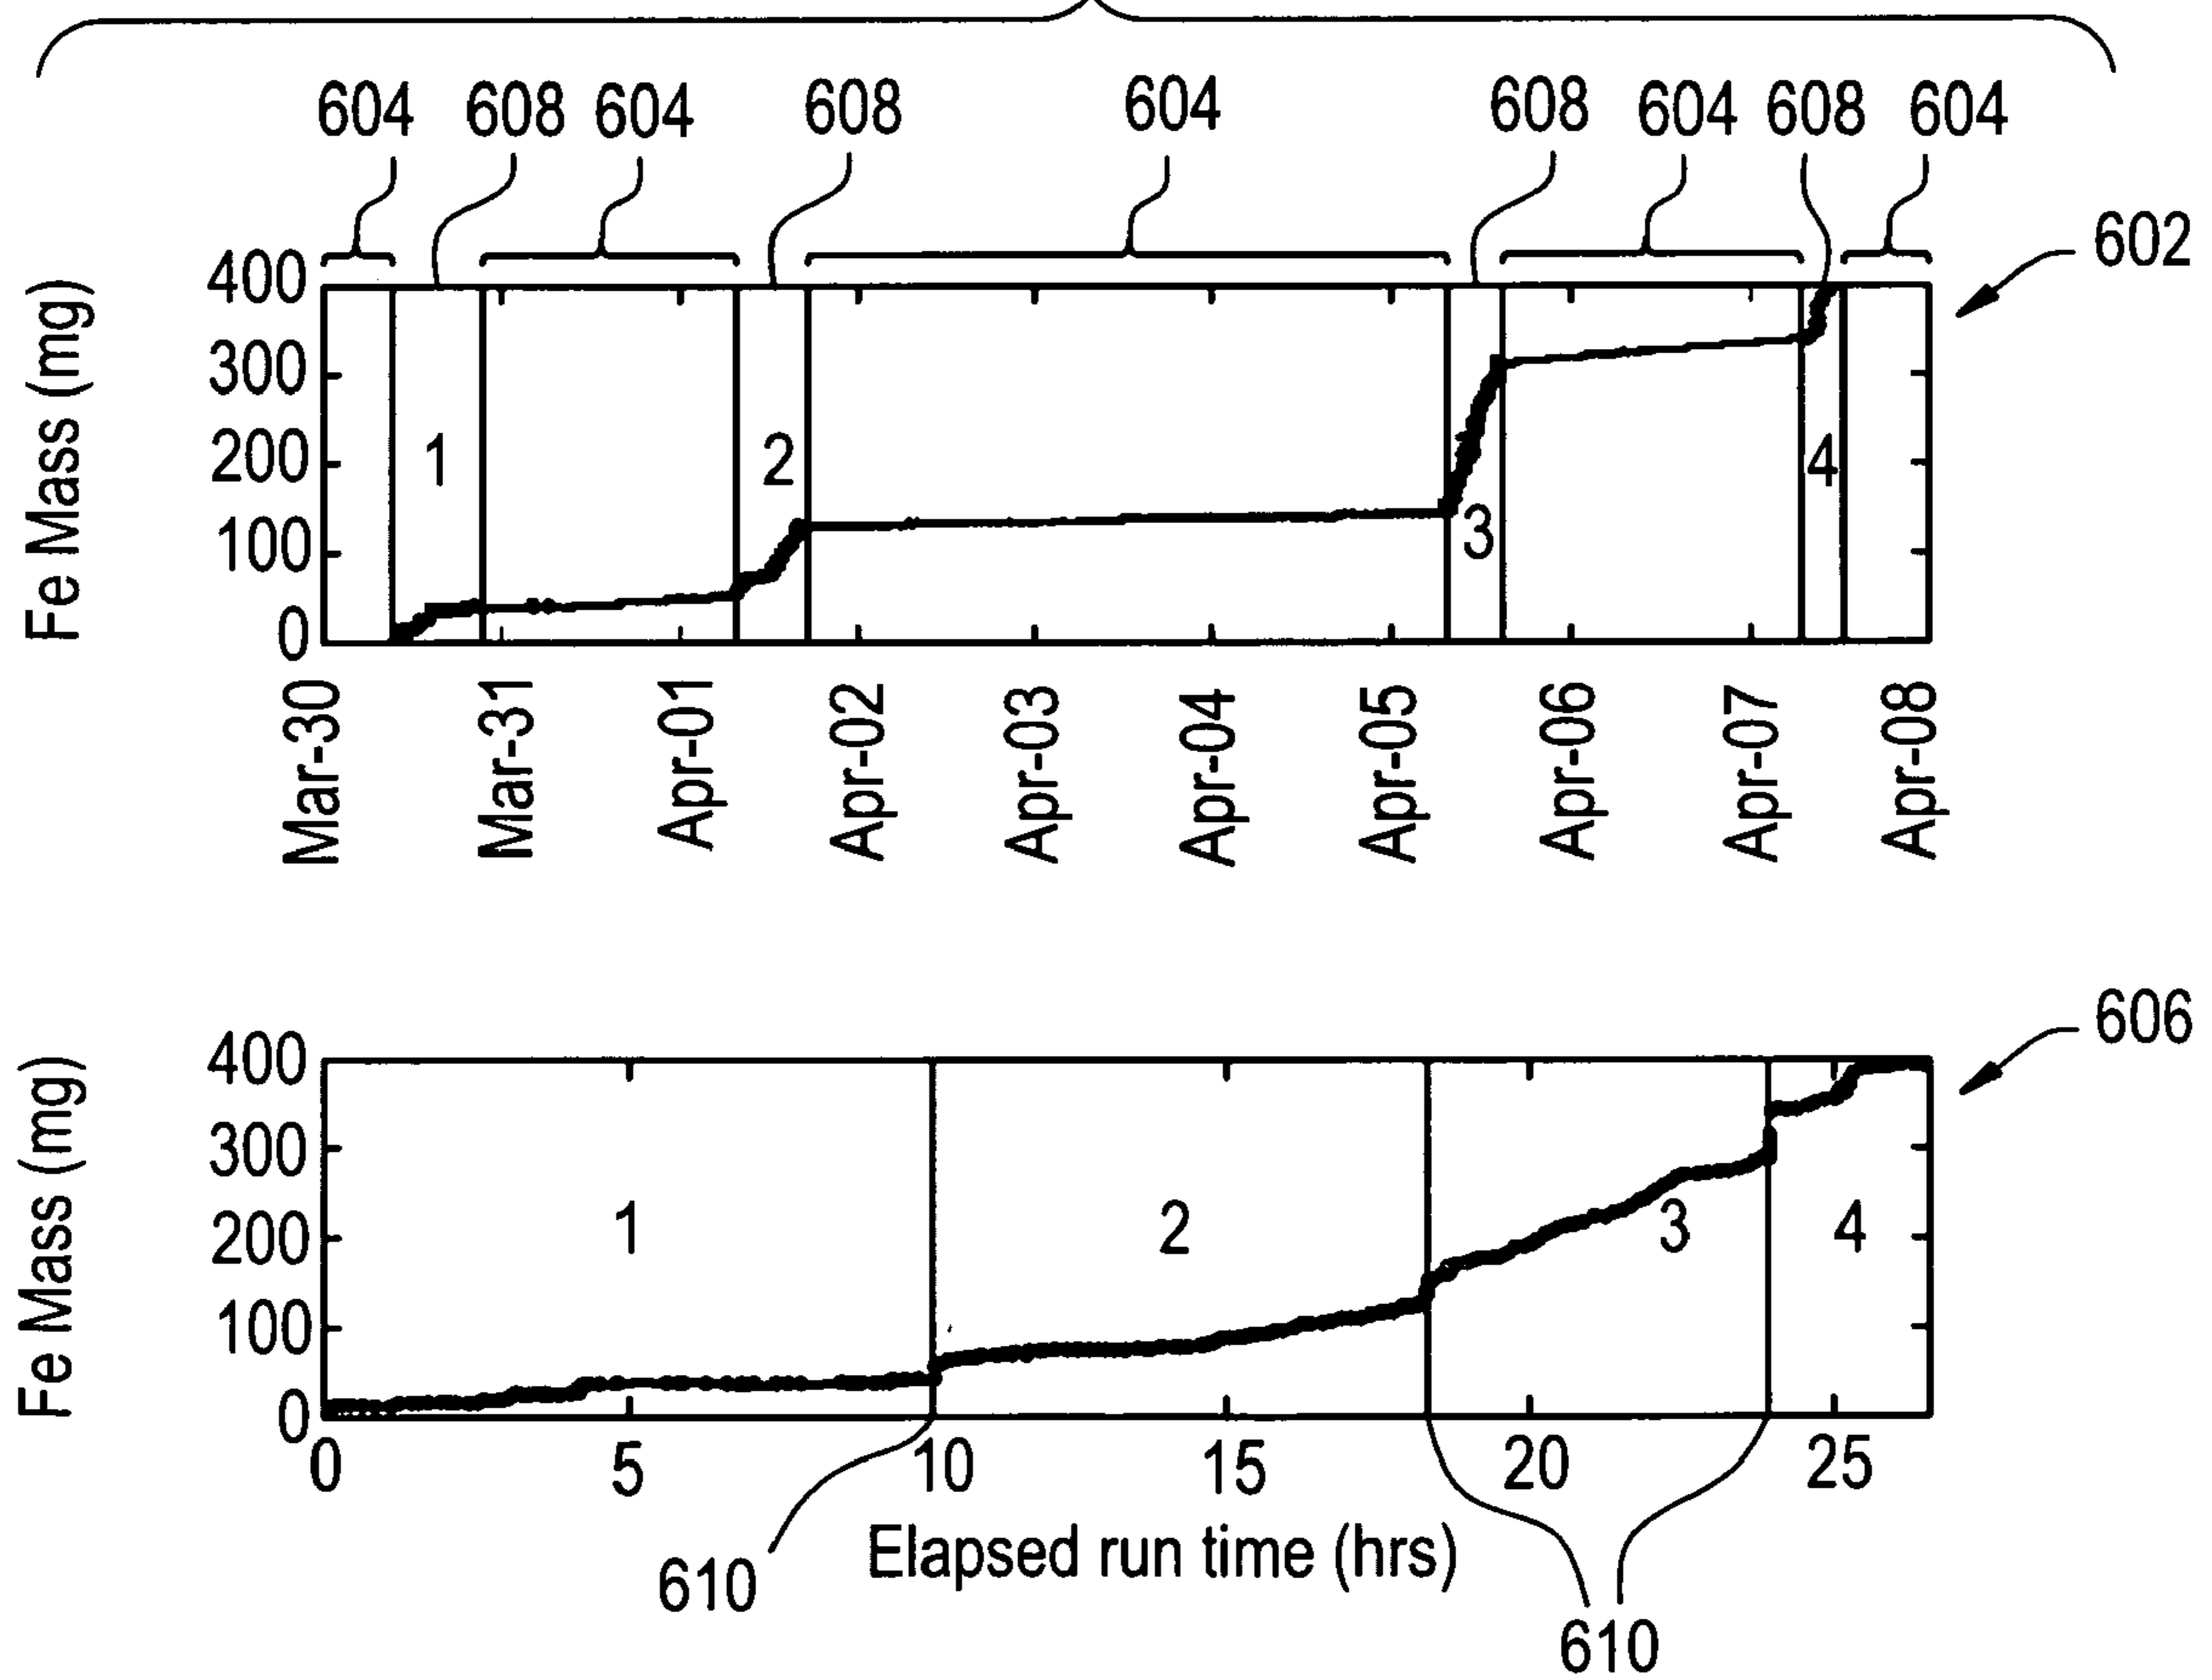 604 608 604 608 604 608 604 608 604
602
400
300
200
100
0
Fe Mass (mg)
1
2
3
4
Mar-30 Mar-31 Apr-01 Apr-02 Apr-03 Apr-04 Apr-05 Apr-06 Apr-07 Apr-08
606
400
300
200
100
0
Fe Mass (mg)
1 2 3 4
0 5 10 15 20 25
Elapsed run time (hrs)
610
610